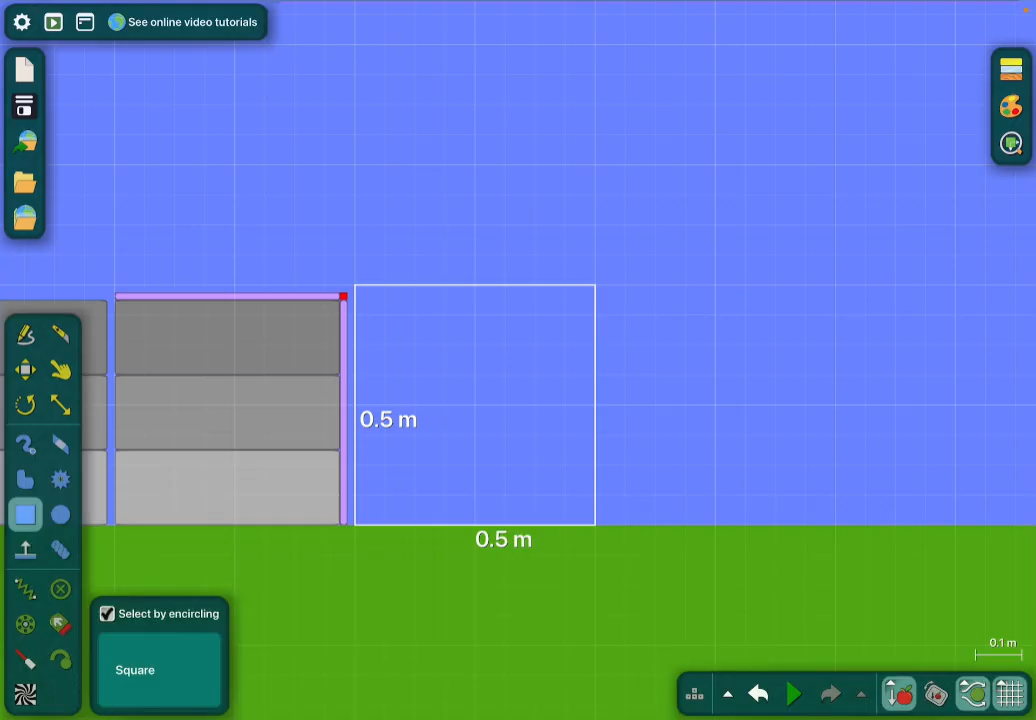 See online video tutorials
0.5 m
0.5 m
Select by encircling
Square
0.1 m